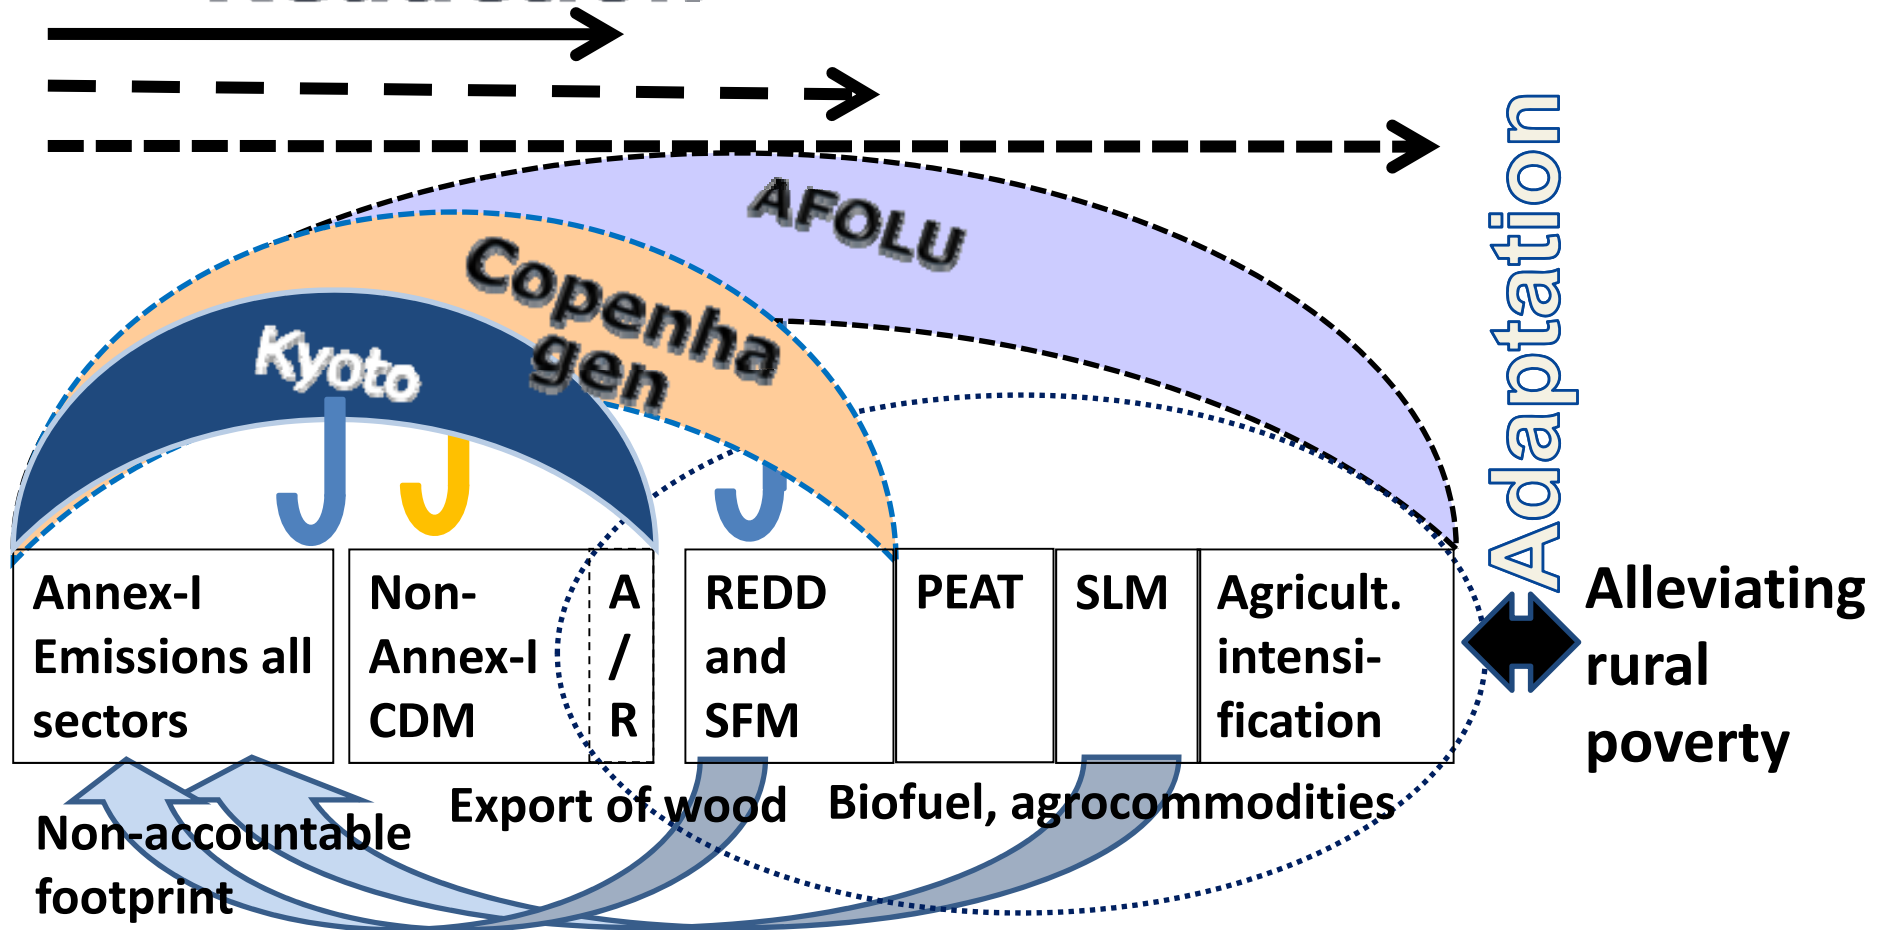 AFOLU
Copenha
gen
Kyoto
Adaptation
Annex-I
Emissions all
sectors
Non-
Annex-I
CDM
A
/
R
REDD
and
SFM
PEAT
SLM
Agricult.
intensi-
fication
Alleviating
rural
poverty
Export of wood
Biofuel, agrocommodities
Non-accountable
footprint